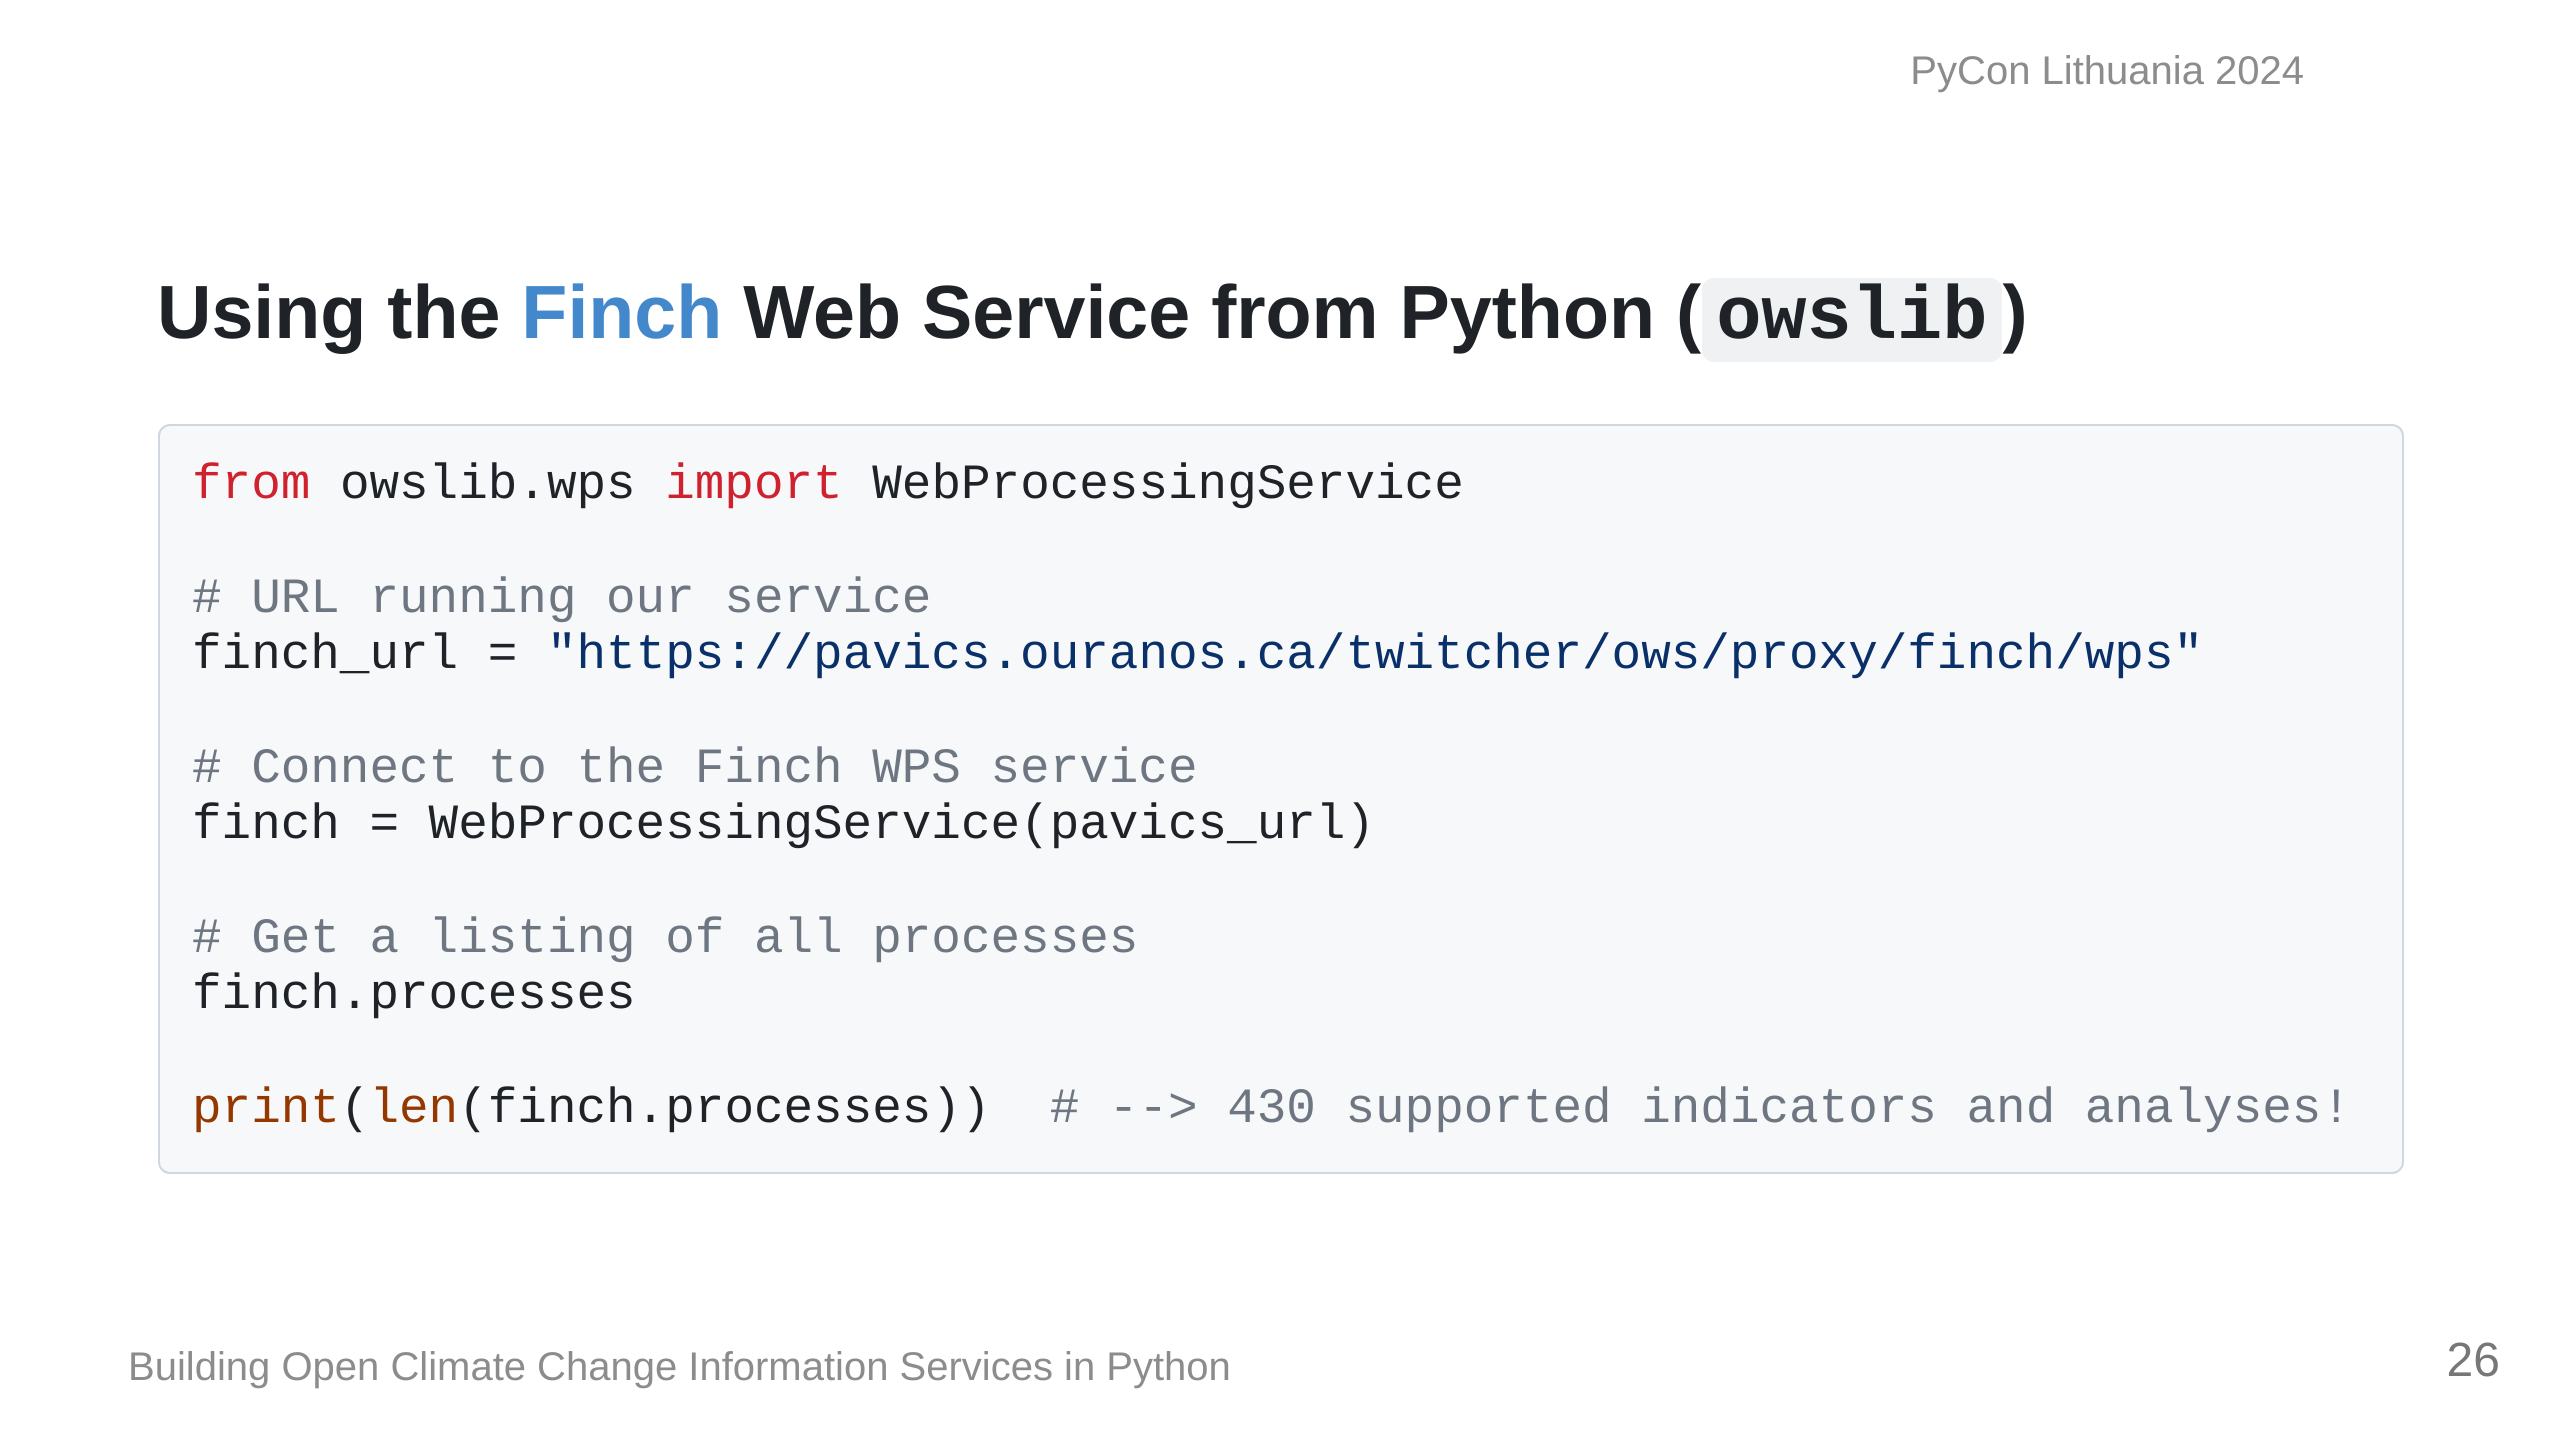 PyCon Lithuania 2024
Using the Finch Web Service from Python (owslib)
from owslib.wps import WebProcessingService
# URL running our service
finch_url = "https://pavics.ouranos.ca/twitcher/ows/proxy/finch/wps"
# Connect to the Finch WPS service
finch = WebProcessingService(pavics_url)
# Get a listing of all processes
finch.processes
print(len(finch.processes))  # --> 430 supported indicators and analyses!
Building Open Climate Change Information Services in Python
26